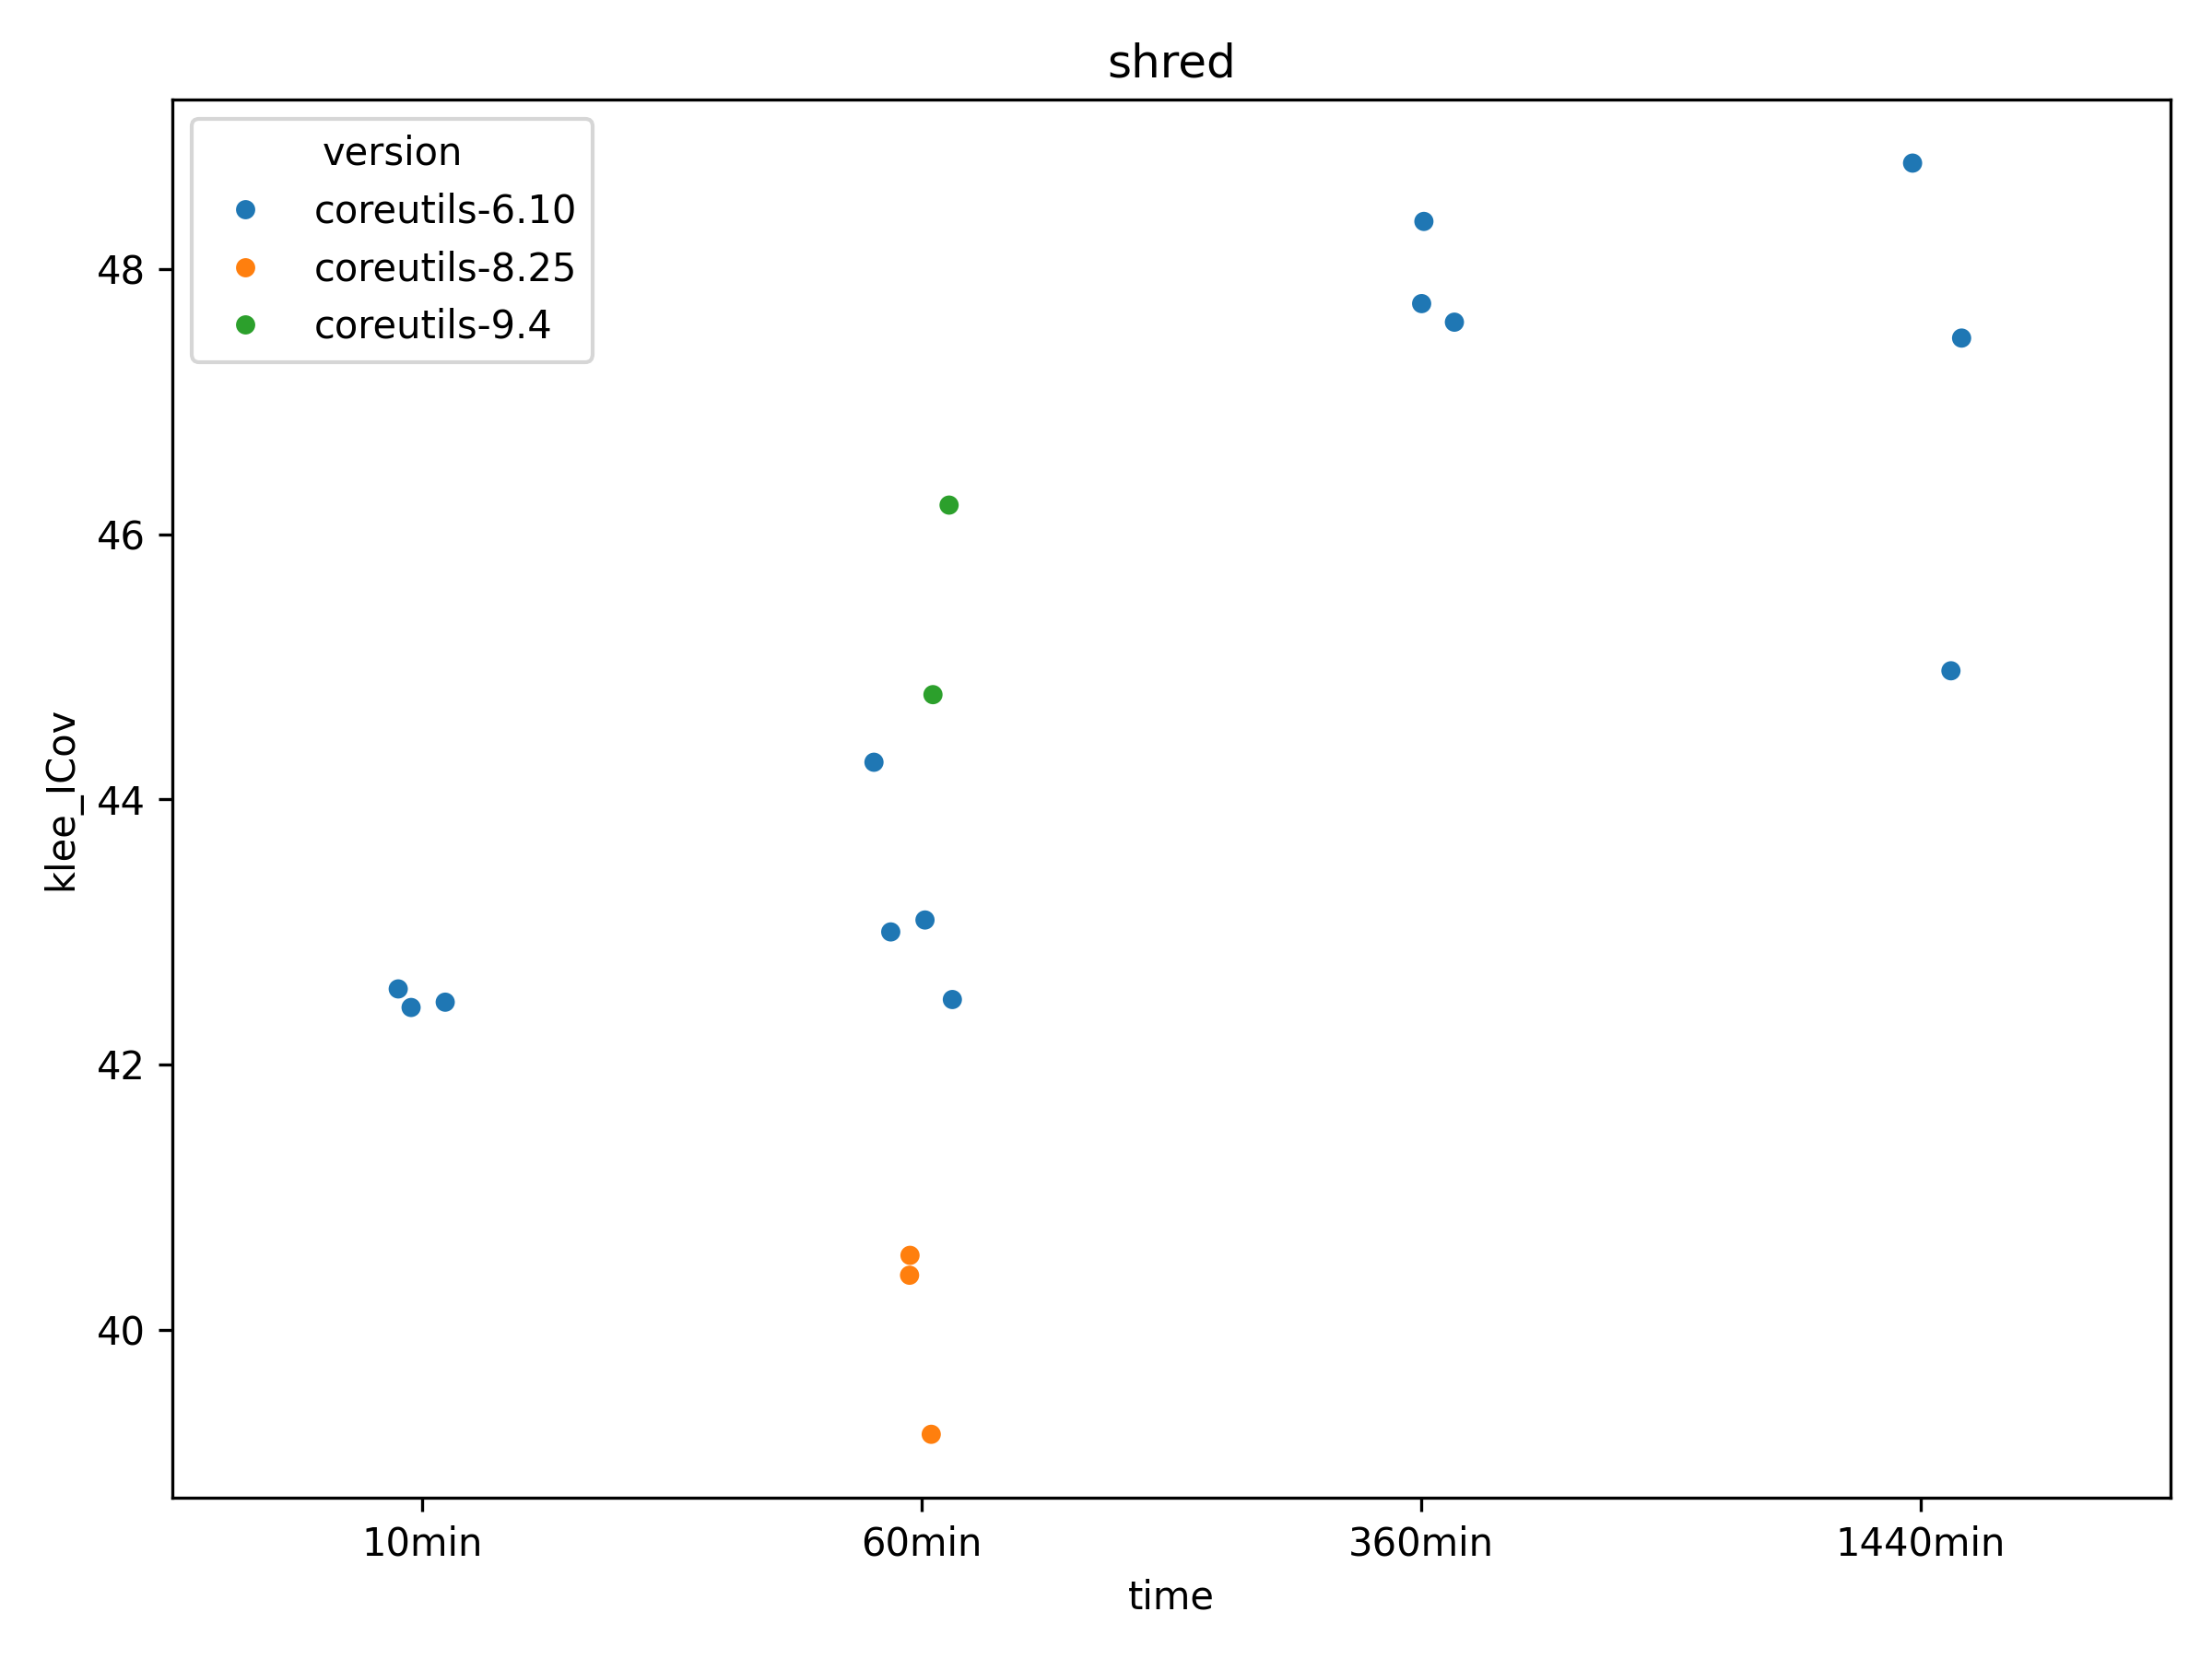 shred
version
coreutils-6.10
coreutils-8.25
coreutils-9.4
klee_ICov
48
46
44
42
40
10min
60min
360min
1440min
time